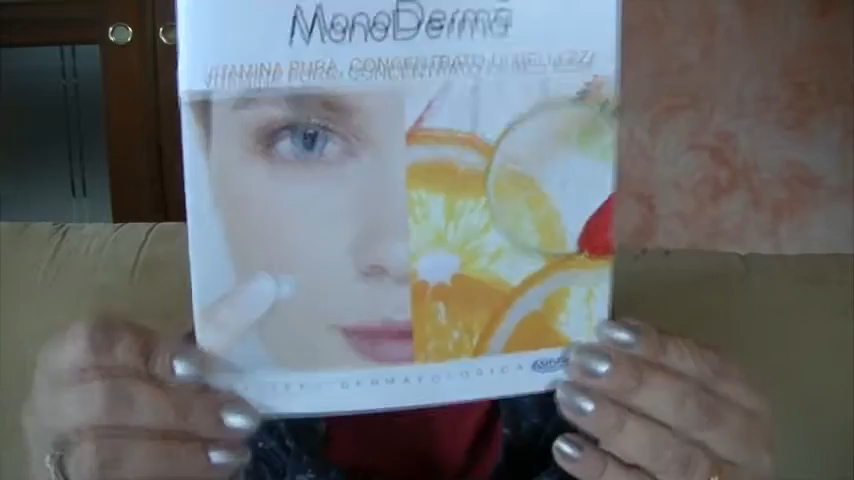 MonoDerma
VITAMINA PURA, CONCENTRATO DI BELLEZZA
DERMATOLOGICA